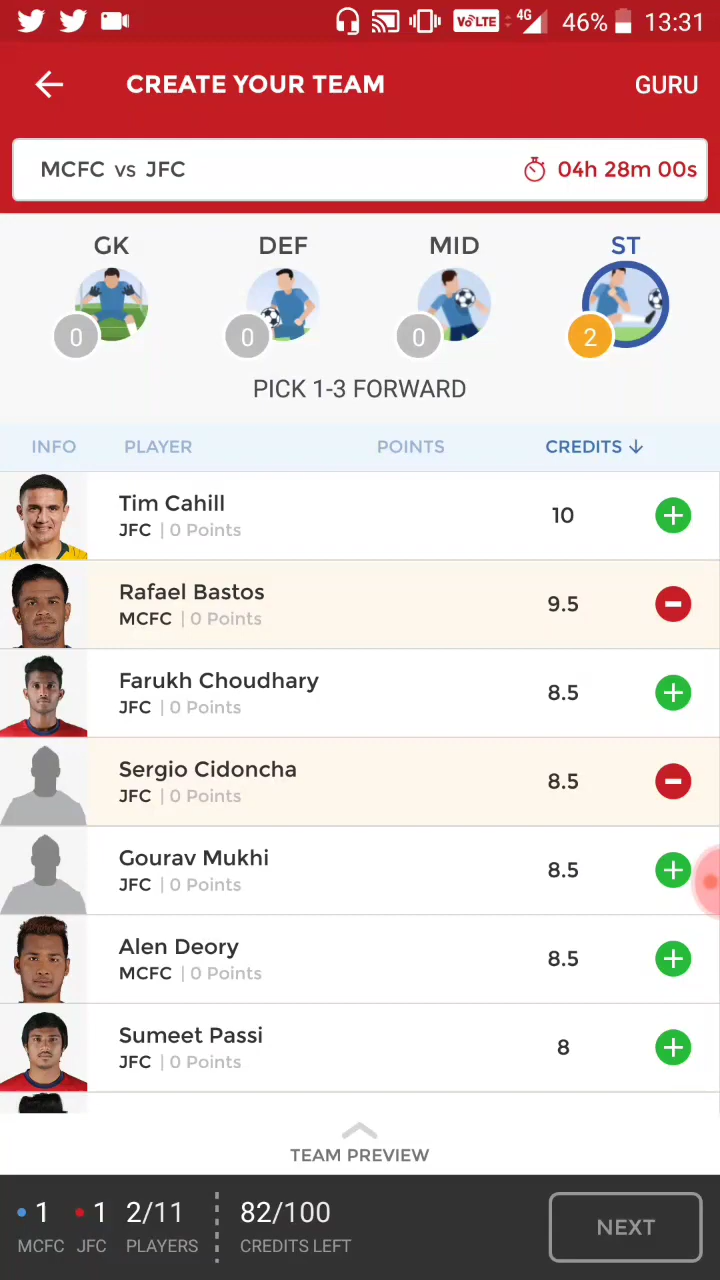 VoLTE 4G 46% 13:31
CREATE YOUR TEAM GURU
MCFC vs JFC 04h 28m 00s
GK DEF MID ST
0 0 0 2
PICK 1-3 FORWARD
INFO PLAYER POINTS CREDITS ↓
Tim Cahill
JFC | 0 Points
10
Rafael Bastos
MCFC | 0 Points
9.5
Farukh Choudhary
JFC | 0 Points
8.5
Sergio Cidoncha
JFC | 0 Points
8.5
Gourav Mukhi
JFC | 0 Points
8.5
Alen Deory
MCFC | 0 Points
8.5
Sumeet Passi
JFC | 0 Points
8
TEAM PREVIEW
1 1 2/11 82/100
MCFC JFC PLAYERS CREDITS LEFT
NEXT